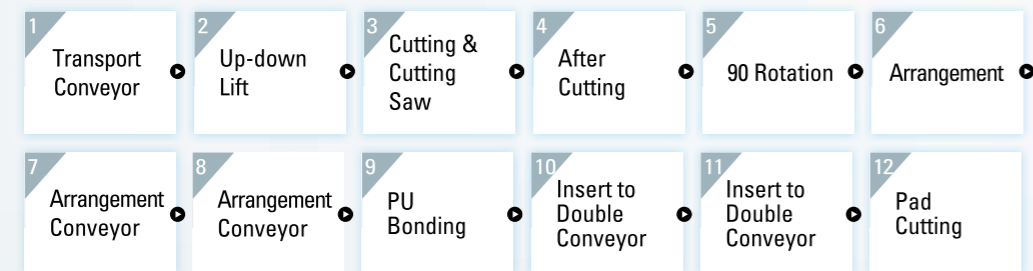 1
Transport
Conveyor
2
Up-down
Lift
3
Cutting &
Cutting
Saw
4
After
Cutting
5
90 Rotation
6
Arrangement
7
Arrangement
Conveyor
8
Arrangement
Conveyor
9
PU
Bonding
10
Insert to
Double
Conveyor
11
Insert to
Double
Conveyor
12
Pad
Cutting